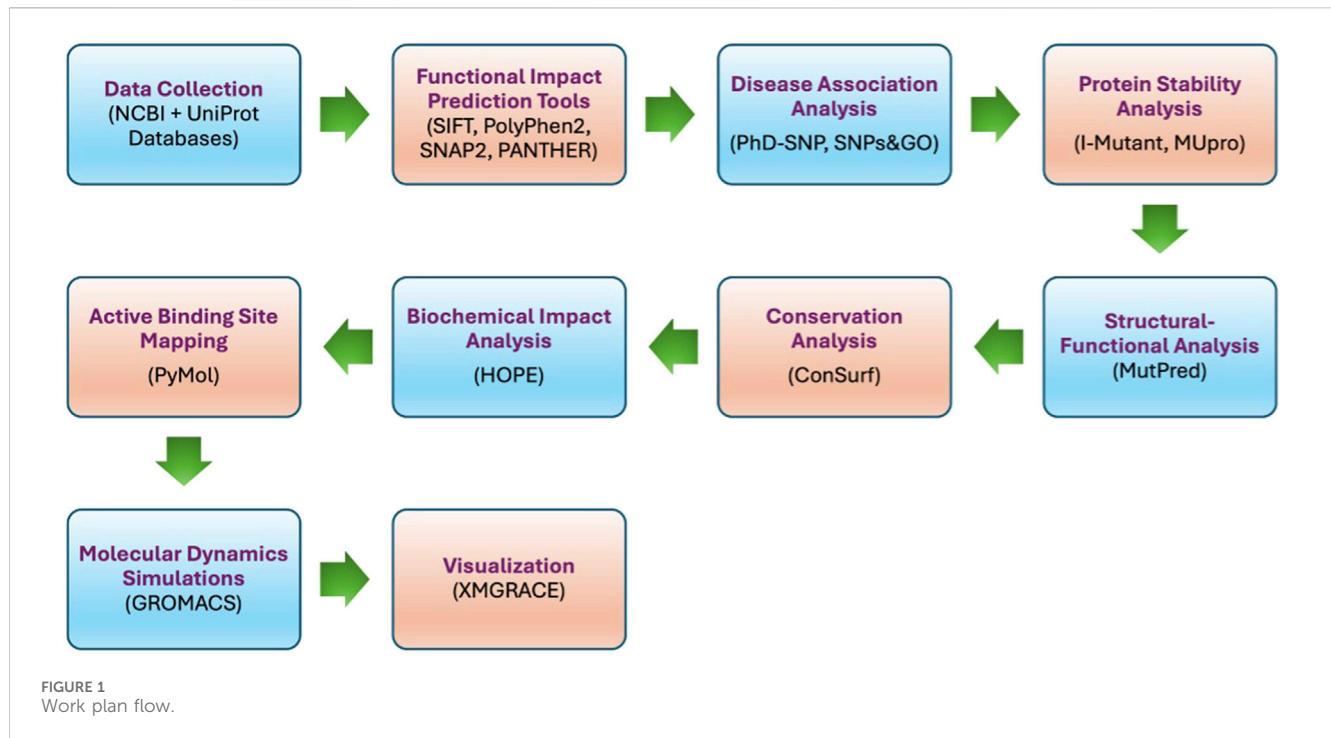 Data Collection
(NCBI + UniProt
Databases)
Functional Impact
Prediction Tools
(SIFT, PolyPhen2,
SNAP2, PANTHER)
Disease Association
Analysis
(PhD-SNP, SNPs&GO)
Protein Stability
Analysis
(I-Mutant, MUpro)
Structural-
Functional Analysis
(MutPred)
Conservation
Analysis
(ConSurf)
Biochemical Impact
Analysis
(HOPE)
Active Binding Site
Mapping
(PyMol)
Molecular Dynamics
Simulations
(GROMACS)
Visualization
(XMGRACE)
FIGURE 1
Work plan flow.